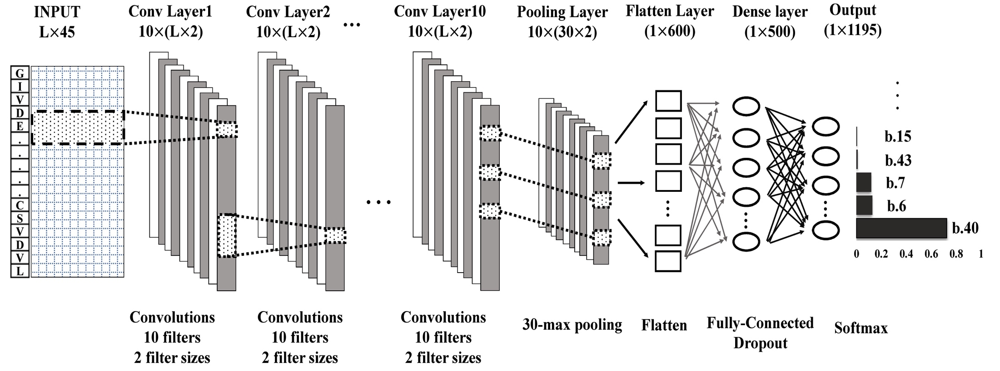 INPUT
L×45
Conv Layer1
10×(L×2)
Conv Layer2
10×(L×2)
...
Conv Layer10
10×(L×2)
Pooling Layer
10×(30×2)
Flatten Layer
(1×600)
Dense layer
(1×500)
Output
(1×1195)
G
I
V
D
E
.
.
.
.
.
C
S
V
D
V
L
...
b.15
b.43
b.7
b.6
b.40
0 0.2 0.4 0.6 0.8 1
Convolutions
10 filters
2 filter sizes
Convolutions
10 filters
2 filter sizes
Convolutions
10 filters
2 filter sizes
30-max pooling
Flatten
Fully-Connected
Dropout
Softmax